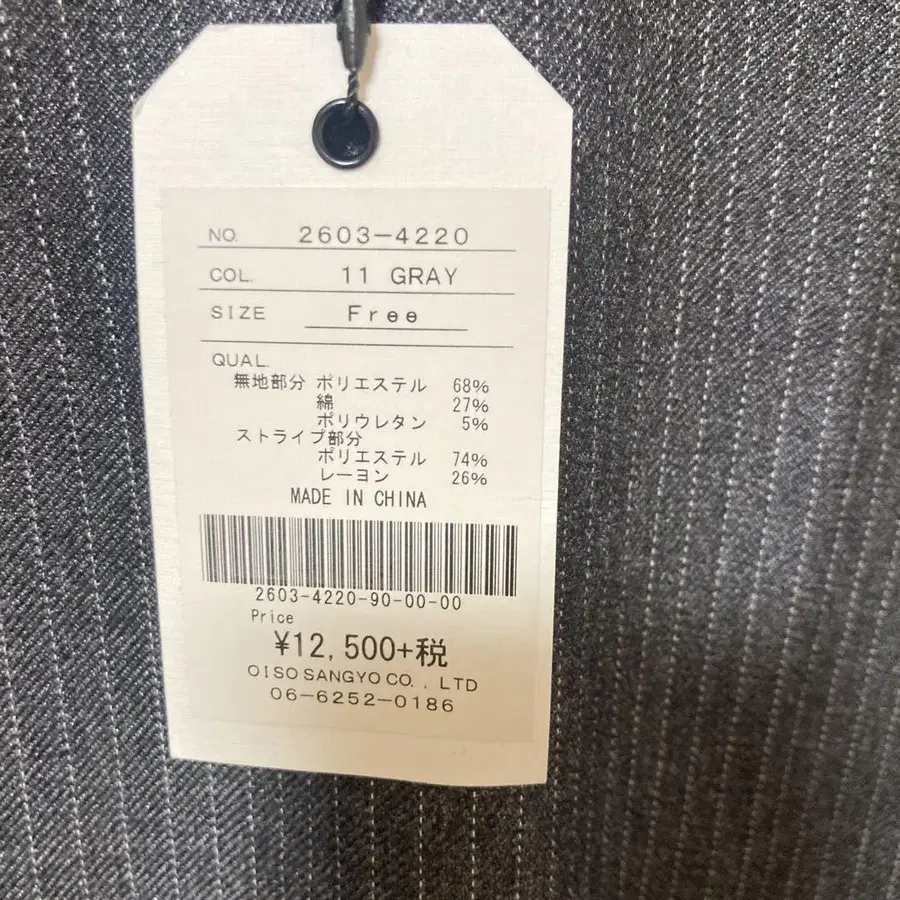 NO. 2603-4220
COL. 11 GRAY
SIZE Free
QUAL.
無地部分 ポリエステル 68%
綿 27%
ポリウレタン 5%
ストライプ部分
ポリエステル 74%
レーヨン 26%
MADE IN CHINA
2603-4220-90-00-00
Price
¥12,500+税
OISO SANGYO CO. , LTD
06-6252-0186